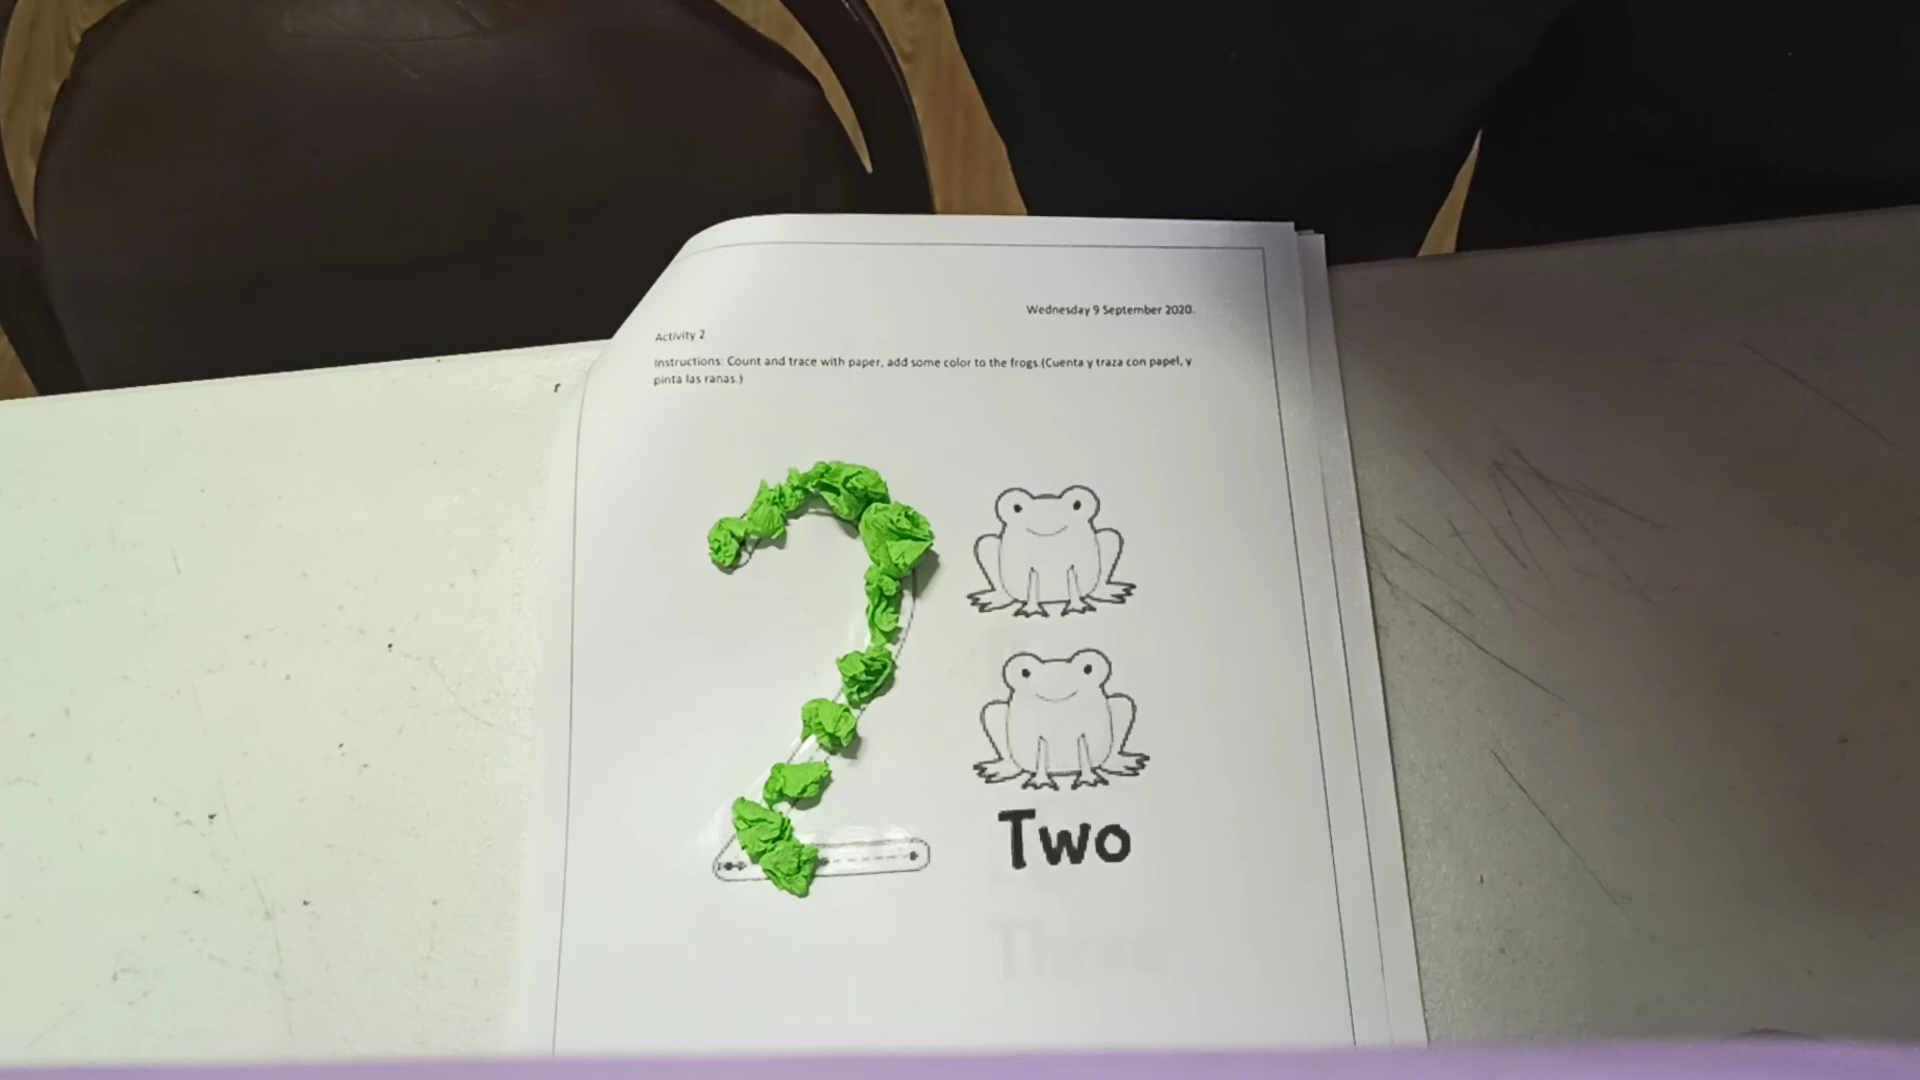 Wednesday 9 September 2020.
Activity 2
Instructions: Count and trace with paper, add some color to the frogs.(Cuenta y traza con papel, y
pinta las ranas.)
Two
Three